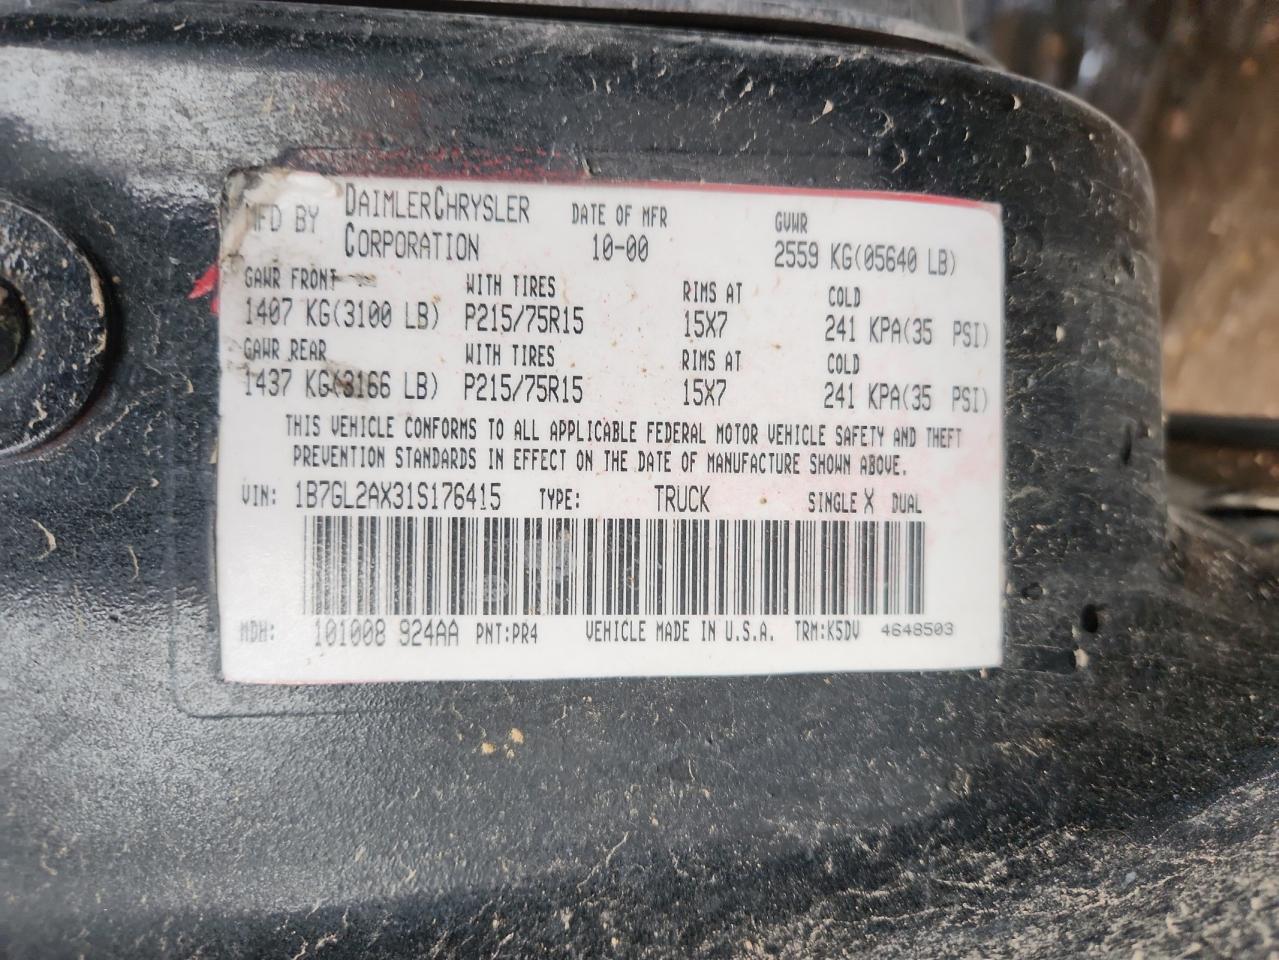 MFD BY DAIMLERCHRYSLER CORPORATION DATE OF MFR 10-00 GVWR 2559 KG(05640 LB)
GAWR FRONT WITH TIRES RIMS AT COLD
1407 KG(3100 LB) P215/75R15 15X7 241 KPA(35 PSI)
GAWR REAR WITH TIRES RIMS AT COLD
1437 KG(3166 LB) P215/75R15 15X7 241 KPA(35 PSI)
THIS VEHICLE CONFORMS TO ALL APPLICABLE FEDERAL MOTOR VEHICLE SAFETY AND THEFT
PREVENTION STANDARDS IN EFFECT ON THE DATE OF MANUFACTURE SHOWN ABOVE.
VIN: 1B7GL2AX31S176415 TYPE: TRUCK SINGLE X DUAL
MDH: 101008 924AA PNT:PR4 VEHICLE MADE IN U.S.A. TRM:K5DV 4648503